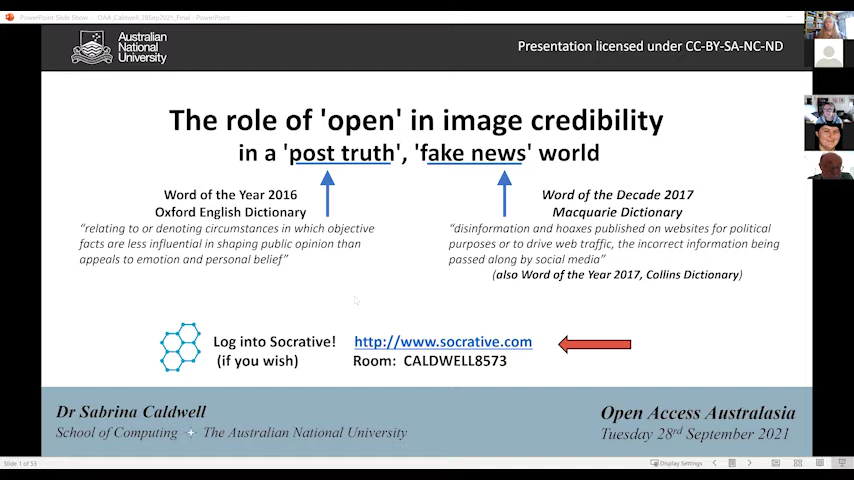 PowerPoint Slide Show - OAA_Caldwell_28Sep2021_Final - PowerPoint
Australian
National
University
Presentation licensed under CC-BY-SA-NC-ND
The role of 'open' in image credibility
in a 'post truth', 'fake news' world
Word of the Year 2016
Oxford English Dictionary
"relating to or denoting circumstances in which objective
facts are less influential in shaping public opinion than
appeals to emotion and personal belief"
Word of the Decade 2017
Macquarie Dictionary
"disinformation and hoaxes published on websites for political
purposes or to drive web traffic, the incorrect information being
passed along by social media"
(also Word of the Year 2017, Collins Dictionary)
Log into Socrative! http://www.socrative.com
(if you wish) Room: CALDWELL8573
Dr Sabrina Caldwell
School of Computing The Australian National University
Open Access Australasia
Tuesday 28rd September 2021
Slide 1 of 53
Display Settings